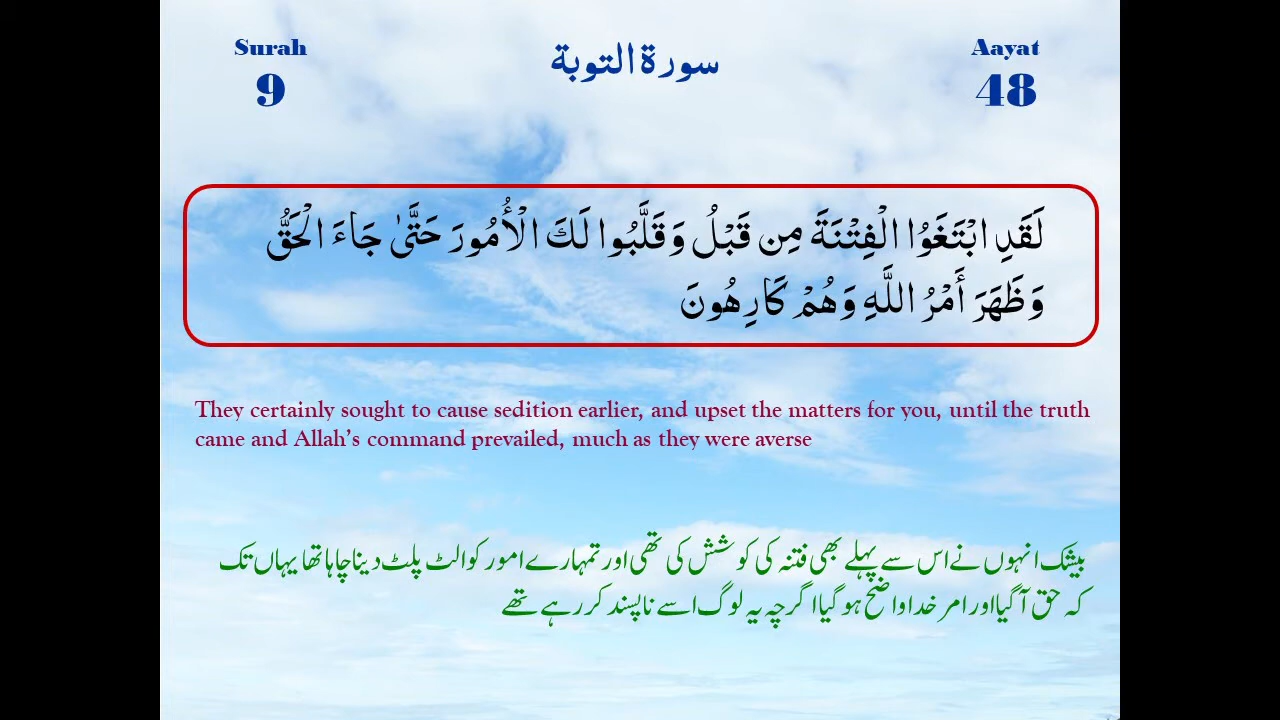 Surah
9
سورة التوبة
Aayat
48
لَقَدِ ابْتَغَوُا الْفِتْنَةَ مِن قَبْلُ وَقَلَّبُوا لَكَ الْأُمُورَ حَتَّىٰ جَاءَ الْحَقُّ
وَظَهَرَ أَمْرُ اللَّهِ وَهُمْ كَارِهُونَ
They certainly sought to cause sedition earlier, and upset the matters for you, until the truth
came and Allah’s command prevailed, much as they were averse
بیشک انہوں نے اس سے پہلے بھی فتنہ کی کوشش کی تھی اور تمہارے امور کو الٹ پلٹ دینا چاہا تھا یہاں تک
کہ حق آگیا اور امر خدا واضح ہوگیا اگرچہ یہ لوگ اسے ناپسند کررہے تھے